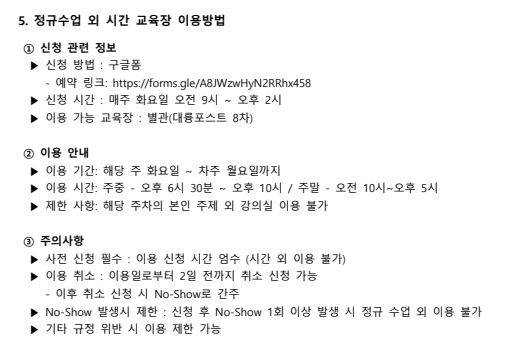 5. 정규수업 외 시간 교육장 이용방법
① 신청 관련 정보
▶ 신청 방법 : 구글폼
- 예약 링크: https://forms.gle/A8JWzwHyN2RRhx458
▶ 신청 시간 : 매주 화요일 오전 9시 ~ 오후 2시
▶ 이용 가능 교육장 : 별관(대륭포스트 8차)
② 이용 안내
▶ 이용 기간: 해당 주 화요일 ~ 차주 월요일까지
▶ 이용 시간: 주중 - 오후 6시 30분 ~ 오후 10시 / 주말 - 오전 10시~오후 5시
▶ 제한 사항: 해당 주차의 본인 주제 외 강의실 이용 불가
③ 주의사항
▶ 사전 신청 필수 : 이용 신청 시간 엄수 (시간 외 이용 불가)
▶ 이용 취소 : 이용일로부터 2일 전까지 취소 신청 가능
- 이후 취소 신청 시 No-Show로 간주
▶ No-Show 발생시 제한 : 신청 후 No-Show 1회 이상 발생 시 정규 수업 외 이용 불가
▶ 기타 규정 위반 시 이용 제한 가능